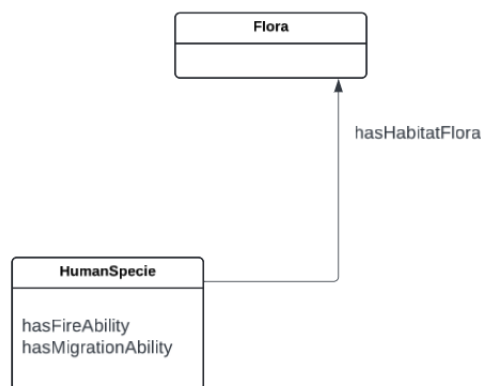 Flora
hasHabitatFlora
HumanSpecie
hasFireAbility
hasMigrationAbility